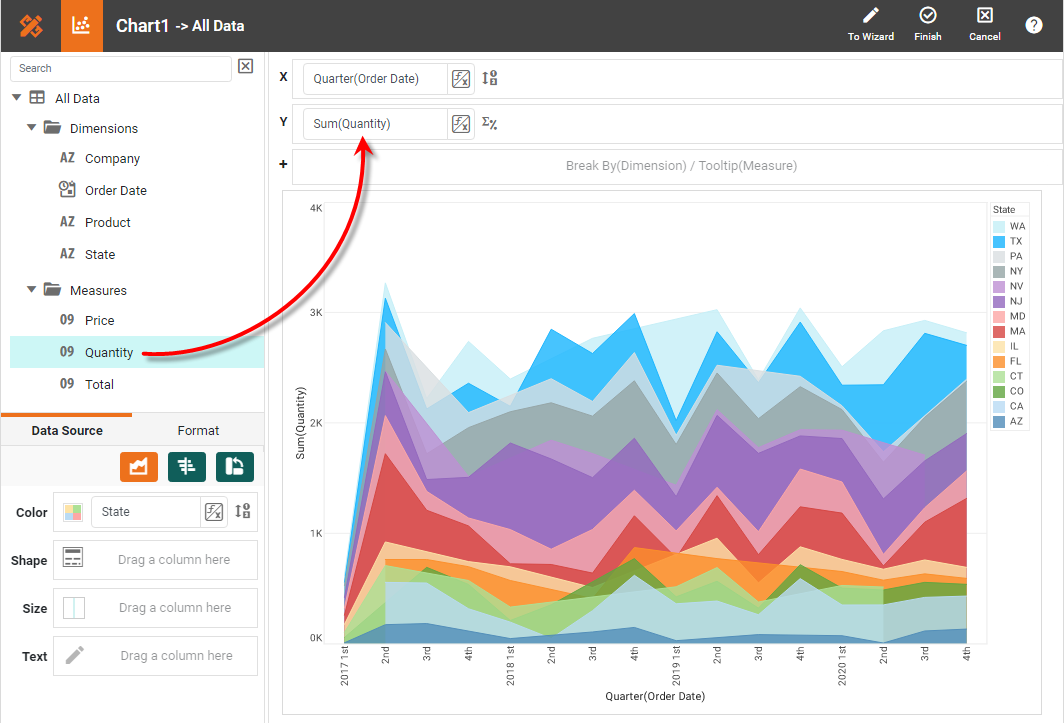 Chart1 -> All Data
To Wizard
Finish
Cancel
?
Search
All Data
Dimensions
AZ Company
Order Date
AZ Product
AZ State
Measures
09 Price
09 Quantity
09 Total
Data Source
Format
Color
State
Shape
Drag a column here
Size
Drag a column here
Text
Drag a column here
X
Quarter(Order Date)
Y
Sum(Quantity)
+
Break By(Dimension) / Tooltip(Measure)
4K
3K
2K
1K
0K
Sum(Quantity)
2017 1st
2nd
3rd
4th
2018 1st
2nd
3rd
4th
2019 1st
2nd
3rd
4th
2020 1st
2nd
3rd
4th
Quarter(Order Date)
State
WA
TX
PA
NY
NV
NJ
MD
MA
IL
FL
CT
CO
CA
AZ